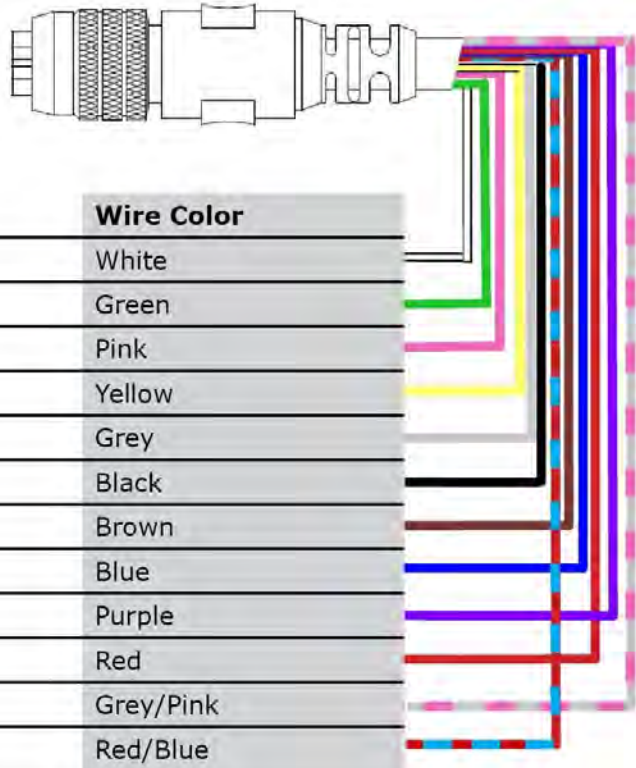 Wire Color
White
Green
Pink
Yellow
Grey
Black
Brown
Blue
Purple
Red
Grey/Pink
Red/Blue